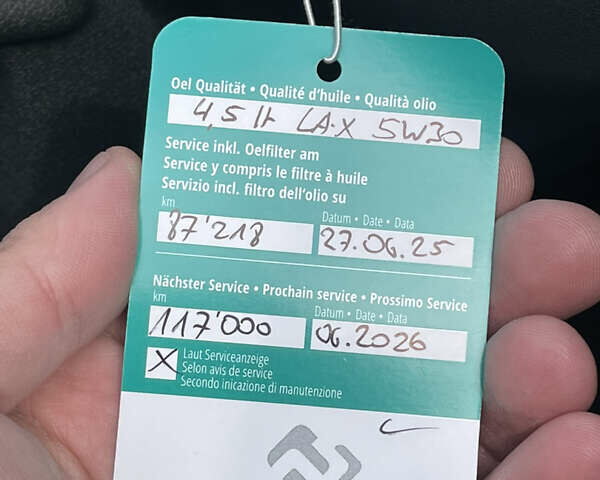 Oel Qualität • Qualité d'huile • Qualità olio
4,5 lt LA-X 5W30
Service inkl. Oelfilter am
Service y compris le filtre à huile
Servizio incl. filtro dell'olio su
km Datum • Date • Data
87'218 27.06.25
Nächster Service • Prochain service • Prossimo Service
km Datum • Date • Data
117'000 06.2026
X Laut Serviceanzeige
Selon avis de service
Secondo inicazione di manutenzione